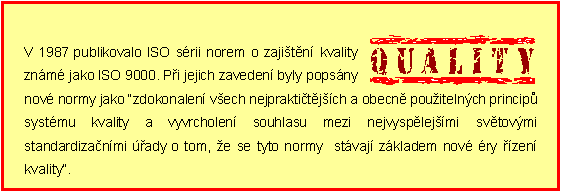 V 1987 publikovalo ISO sérii norem o zajištění kvality
QUALITY
známé jako ISO 9000. Při jejich zavedení byly popsány
nové normy jako "zdokonalení všech nejpraktičtějších a obecně použitelných principů
systému kvality a vyvrcholení souhlasu mezi nejvyspělejšími světovými
standardizačními úřady o tom, že se tyto normy stávají základem nové éry řízení
kvality".